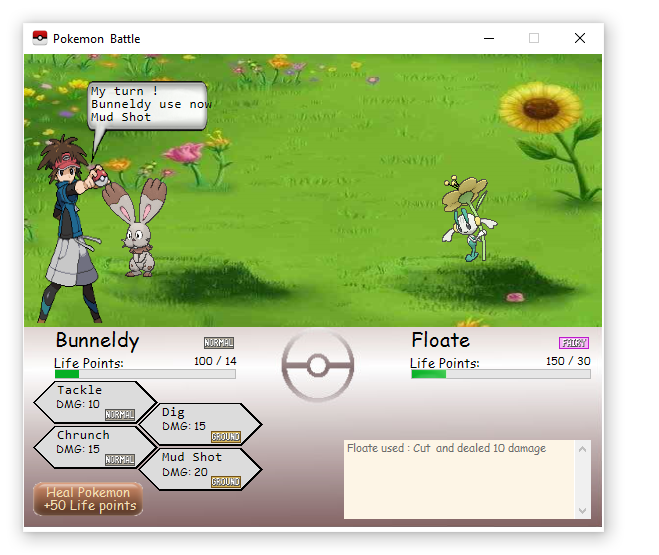 Pokemon Battle
My turn !
Bunneldy use now
Mud Shot
Bunneldy
NORMAL
Life Points:
100 / 14
Floate
FAIRY
Life Points:
150 / 30
Tackle
DMG: 10
NORMAL
Dig
DMG: 15
GROUND
Chrunch
DMG: 15
NORMAL
Mud Shot
DMG: 20
GROUND
Heal Pokemon
+50 Life points
Floate used : Cut and dealed 10 damage